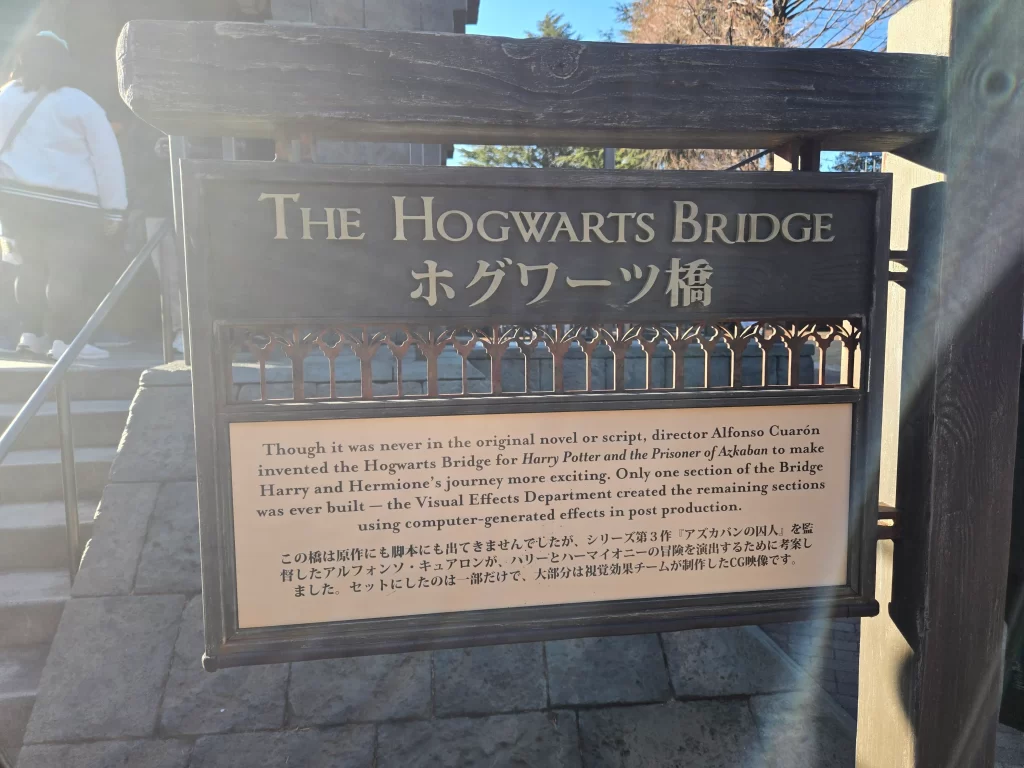 THE HOGWARTS BRIDGE
ホグワーツ橋
Though it was never in the original novel or script, director Alfonso Cuarón
invented the Hogwarts Bridge for Harry Potter and the Prisoner of Azkaban to make
Harry and Hermione's journey more exciting. Only one section of the Bridge
was ever built — the Visual Effects Department created the remaining sections
using computer-generated effects in post production.
この橋は原作にも脚本にも出てきませんでしたが、シリーズ第3作『アズカバンの囚人』を監
督したアルフォンソ・キュアロンが、ハリーとハーマイオニーの冒険を演出するために考案し
ました。セットにしたのは一部だけで、大部分は視覚効果チームが制作したCG映像です。